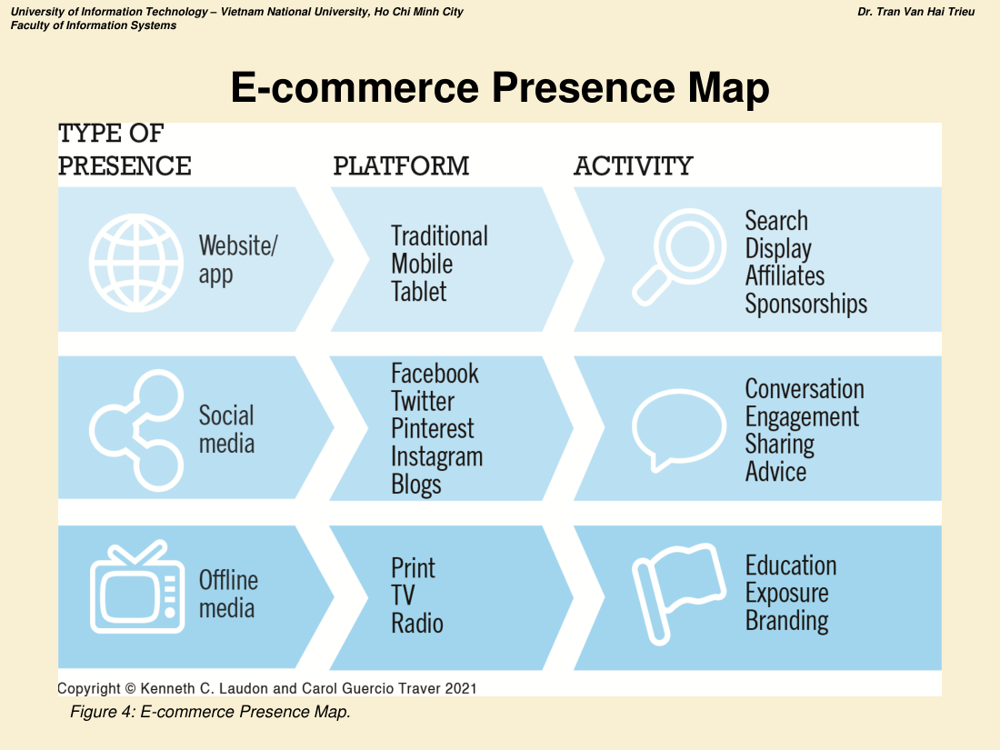 University of Information Technology – Vietnam National University, Ho Chi Minh City
Faculty of Information Systems
Dr. Tran Van Hai Trieu
E-commerce Presence Map
TYPE OF
PRESENCE
PLATFORM
ACTIVITY
Website/
app
Traditional
Mobile
Tablet
Search
Display
Affiliates
Sponsorships
Social
media
Facebook
Twitter
Pinterest
Instagram
Blogs
Conversation
Engagement
Sharing
Advice
Offline
media
Print
TV
Radio
Education
Exposure
Branding
Copyright © Kenneth C. Laudon and Carol Guercio Traver 2021
Figure 4: E-commerce Presence Map.